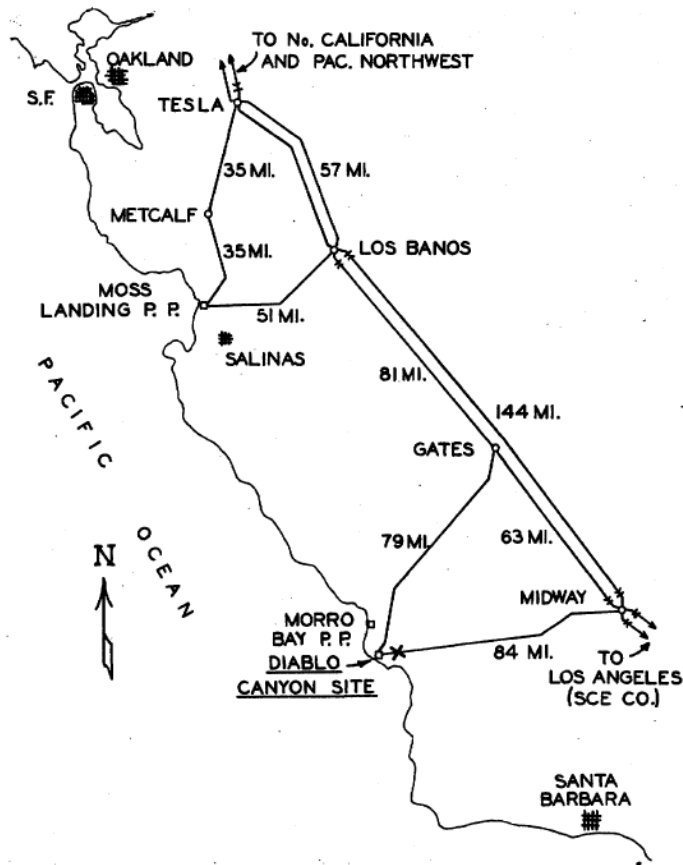 TO No. CALIFORNIA
AND PAC. NORTHWEST
OAKLAND
S.F.
TESLA
35 MI.
57 MI.
METCALF
35 MI.
LOS BANOS
MOSS
LANDING P. P.
51 MI.
SALINAS
81 MI.
144 MI.
GATES
PACIFIC
OCEAN
79 MI.
63 MI.
N
MIDWAY
MORRO
BAY P. P.
DIABLO
CANYON SITE
84 MI.
TO
LOS ANGELES
(SCE CO.)
SANTA
BARBARA